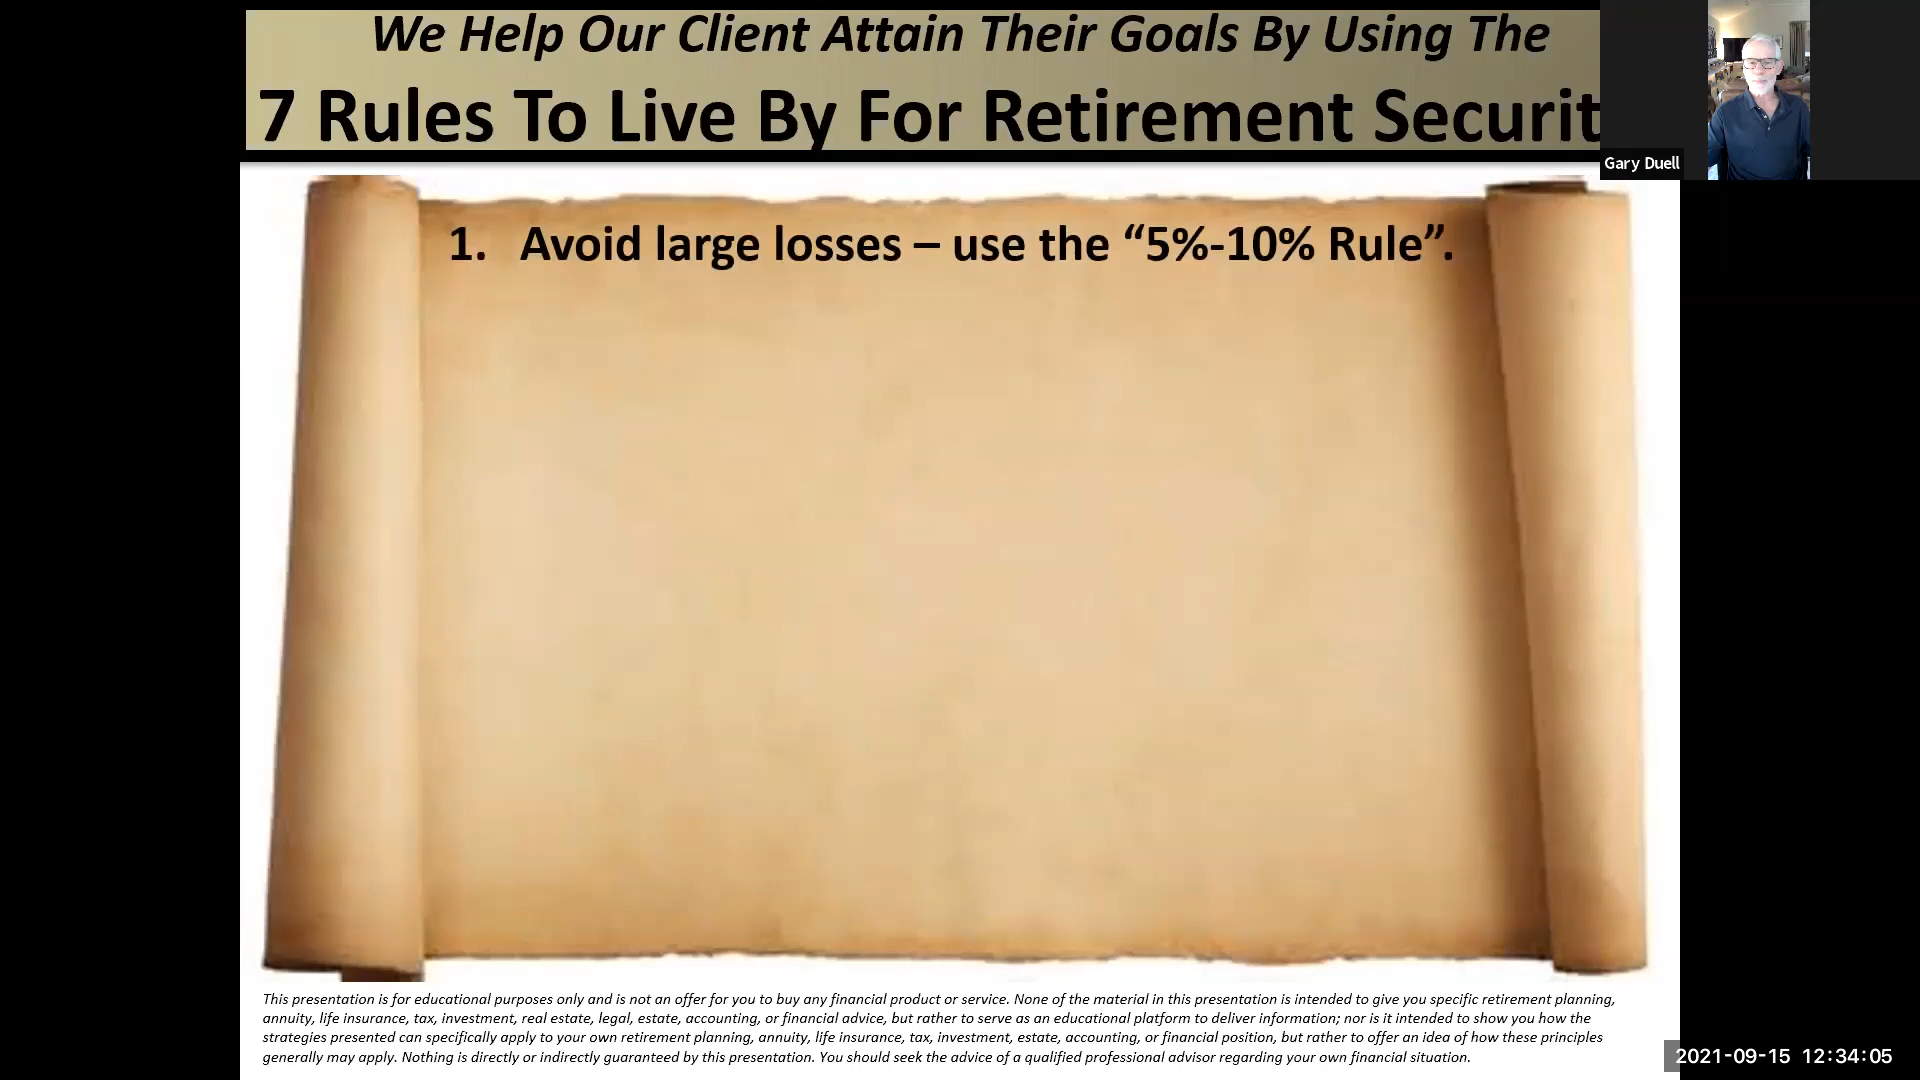 We Help Our Client Attain Their Goals By Using The
7 Rules To Live By For Retirement Securit
Gary Duell
1. Avoid large losses – use the “5%-10% Rule”.
This presentation is for educational purposes only and is not an offer for you to buy any financial product or service. None of the material in this presentation is intended to give you specific retirement planning,
annuity, life insurance, tax, investment, real estate, legal, estate, accounting, or financial advice, but rather to serve as an educational platform to deliver information; nor is it intended to show you how the
strategies presented can specifically apply to your own retirement planning, annuity, life insurance, tax, investment, estate, accounting, or financial position, but rather to offer an idea of how these principles
generally may apply. Nothing is directly or indirectly guaranteed by this presentation. You should seek the advice of a qualified professional advisor regarding your own financial situation.
2021-09-15 12:34:05